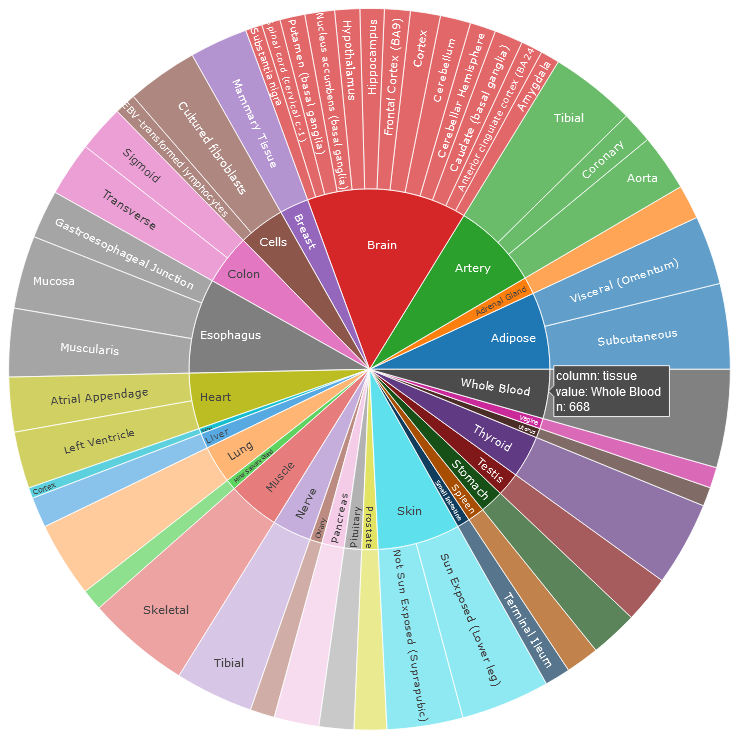 Substantia nigra
Spinal cord (cervical c-1)
Putamen (basal ganglia)
Nucleus accumbens (basal ganglia)
Hypothalamus
Hippocampus
Frontal Cortex (BA9)
Cortex
Cerebellum
Cerebellar Hemisphere
Caudate (basal ganglia)
Anterior cingulate cortex (BA24
Amygdala
Tibial
Coronary
Aorta
Visceral (Omentum)
Subcutaneous
Mammary Tissue
Cultured fibroblasts
EBV-transformed lymphocytes
Sigmoid
Transverse
Gastroesophageal Junction
Mucosa
Muscularis
Atrial Appendage
Left Ventricle
Cortex
Skeletal
Tibial
Not Sun Exposed (Suprapubic)
Sun Exposed (Lower leg)
Terminal Ileum
Brain
Artery
Adrenal Gland
Adipose
Breast
Cells
Colon
Esophagus
Heart
Liver
Lung
Muscle
Nerve
Ovary
Pancreas
Pituitary
Prostate
Skin
Small Intestine
Spleen
Stomach
Testis
Thyroid
Uterus
Vagina
Whole Blood
column: tissue
value: Whole Blood
n: 668